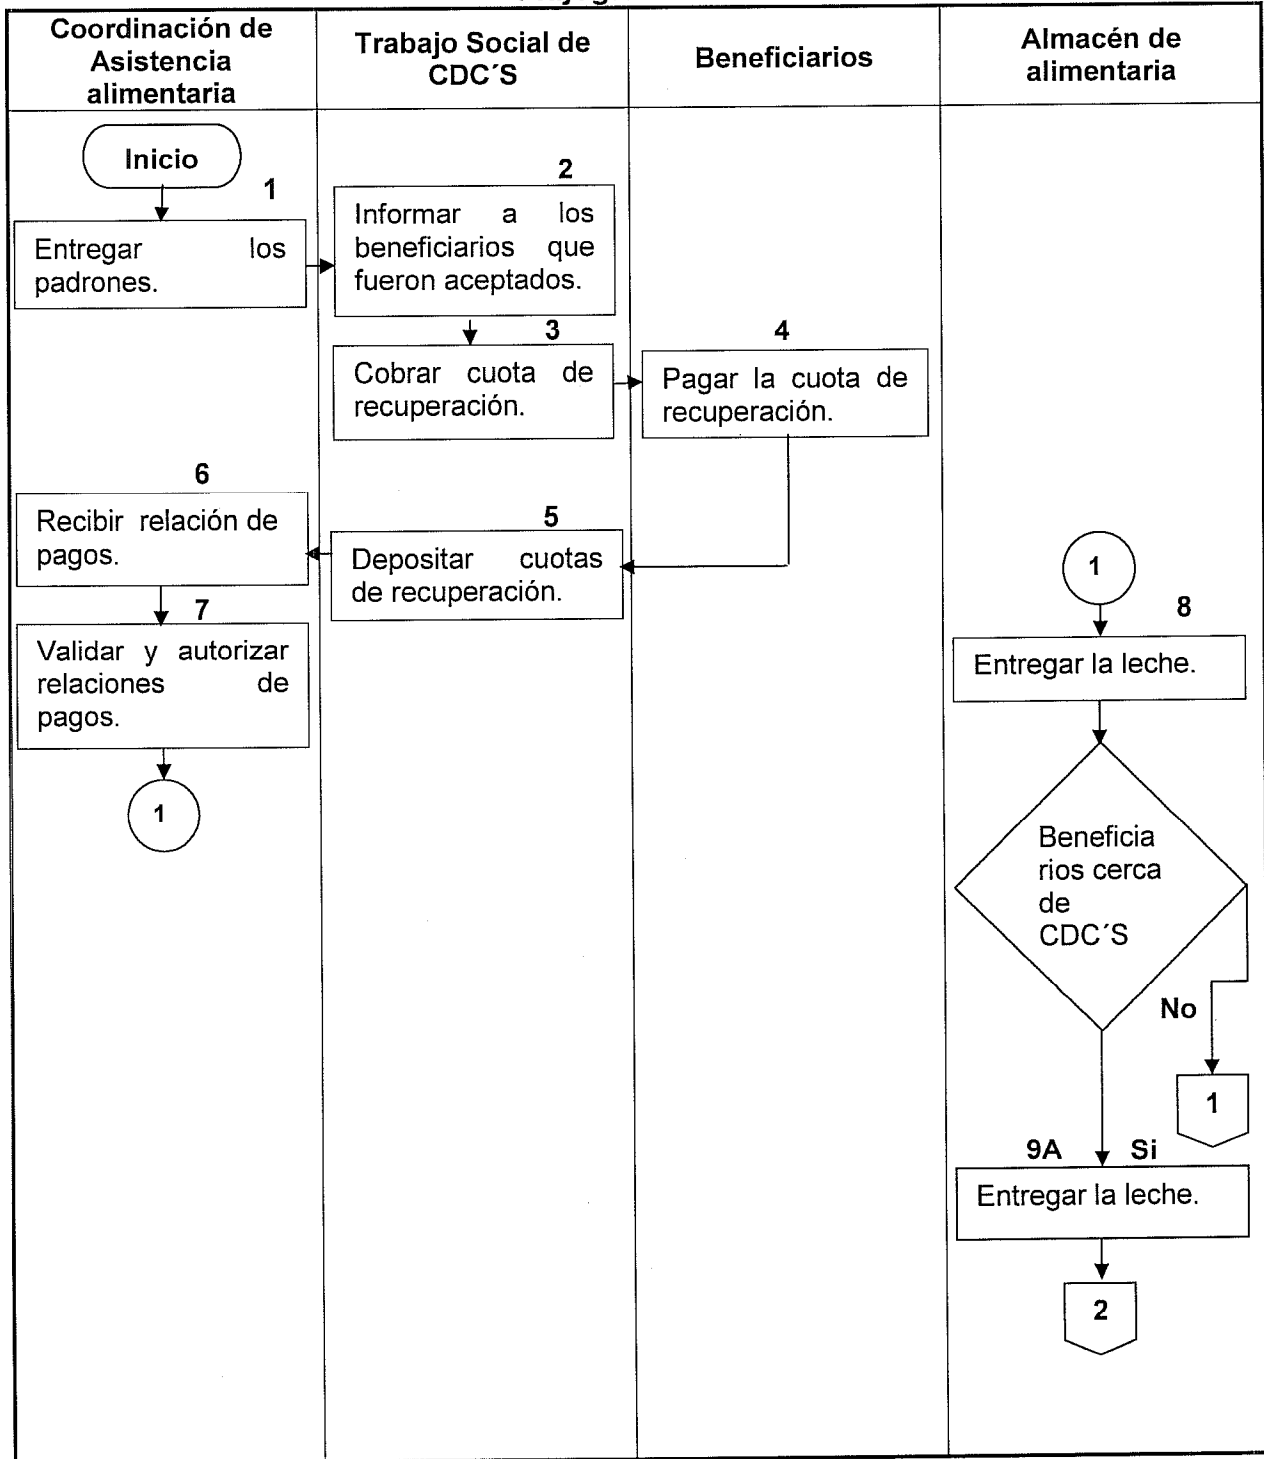 Coordinación de
Asistencia
alimentaria
Trabajo Social de
CDC´S
Beneficiarios
Almacén de
alimentaria
Inicio
1
Entregar los
padrones.
2
Informar a los
beneficiarios que
fueron aceptados.
3
Cobrar cuota de
recuperación.
4
Pagar la cuota de
recuperación.
5
Depositar cuotas
de recuperación.
6
Recibir relación de
pagos.
7
Validar y autorizar
relaciones de
pagos.
1
1
8
Entregar la leche.
Beneficia
rios cerca
de
CDC´S
No
1
9A Si
Entregar la leche.
2